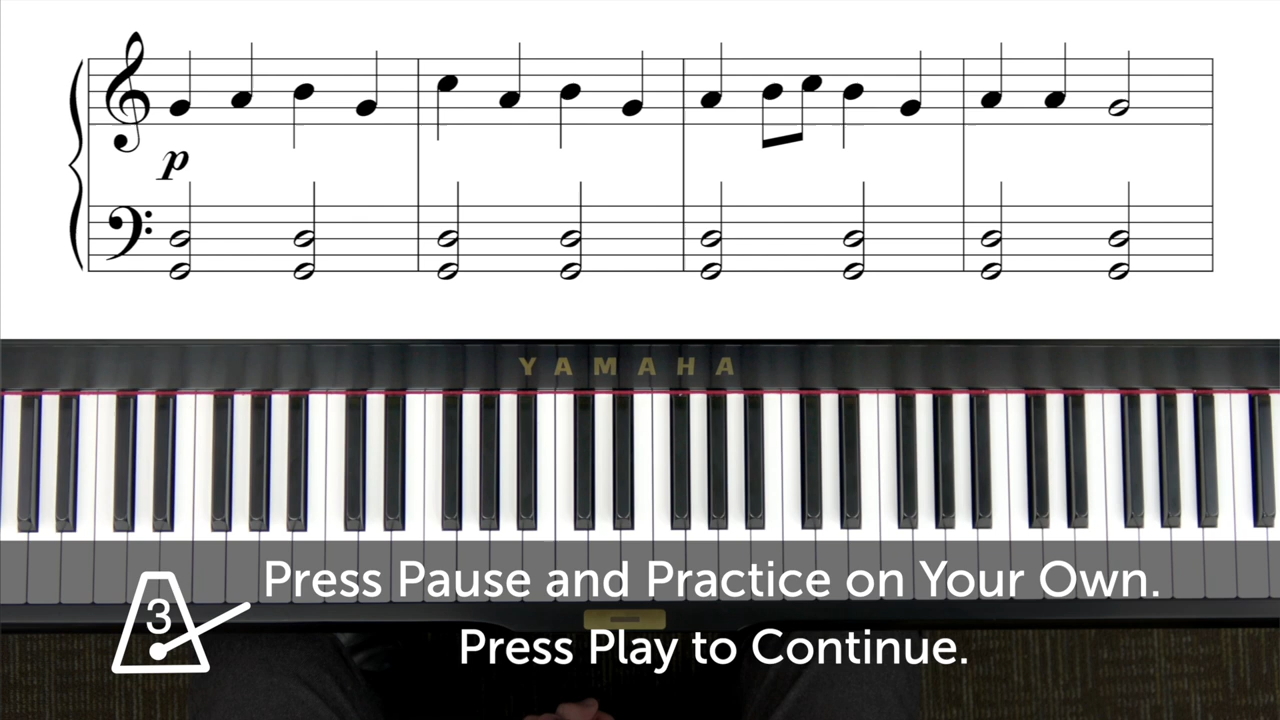 p
YAMAHA
3
Press Pause and Practice on Your Own.
Press Play to Continue.